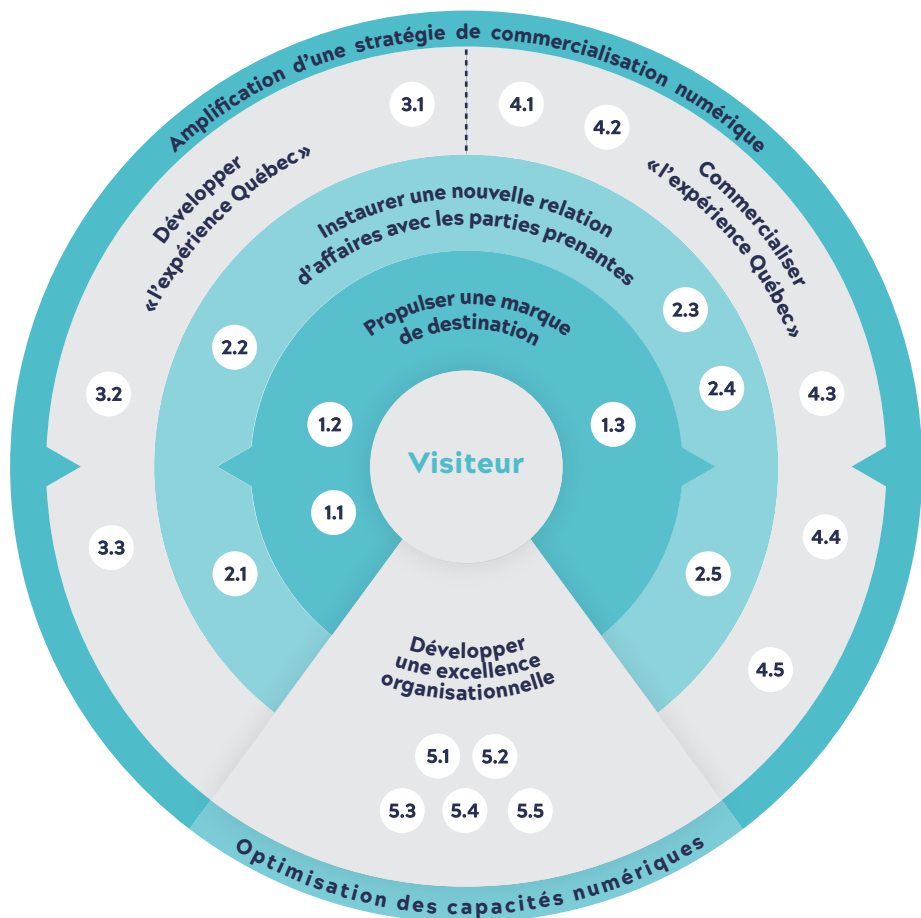 Amplification d’une stratégie de commercialisation numérique
3.1
4.1
4.2
Développer
«l’expérience Québec»
Commercialiser
«l’expérience Québec»
Instaurer une nouvelle relation
d’affaires avec les parties prenantes
Propulser une marque
de destination
2.2
2.3
3.2
1.2
1.3
2.4
4.3
Visiteur
1.1
3.3
2.1
2.5
4.4
Développer
une excellence
organisationnelle
4.5
5.1
5.2
5.3
5.4
5.5
Optimisation des capacités numériques